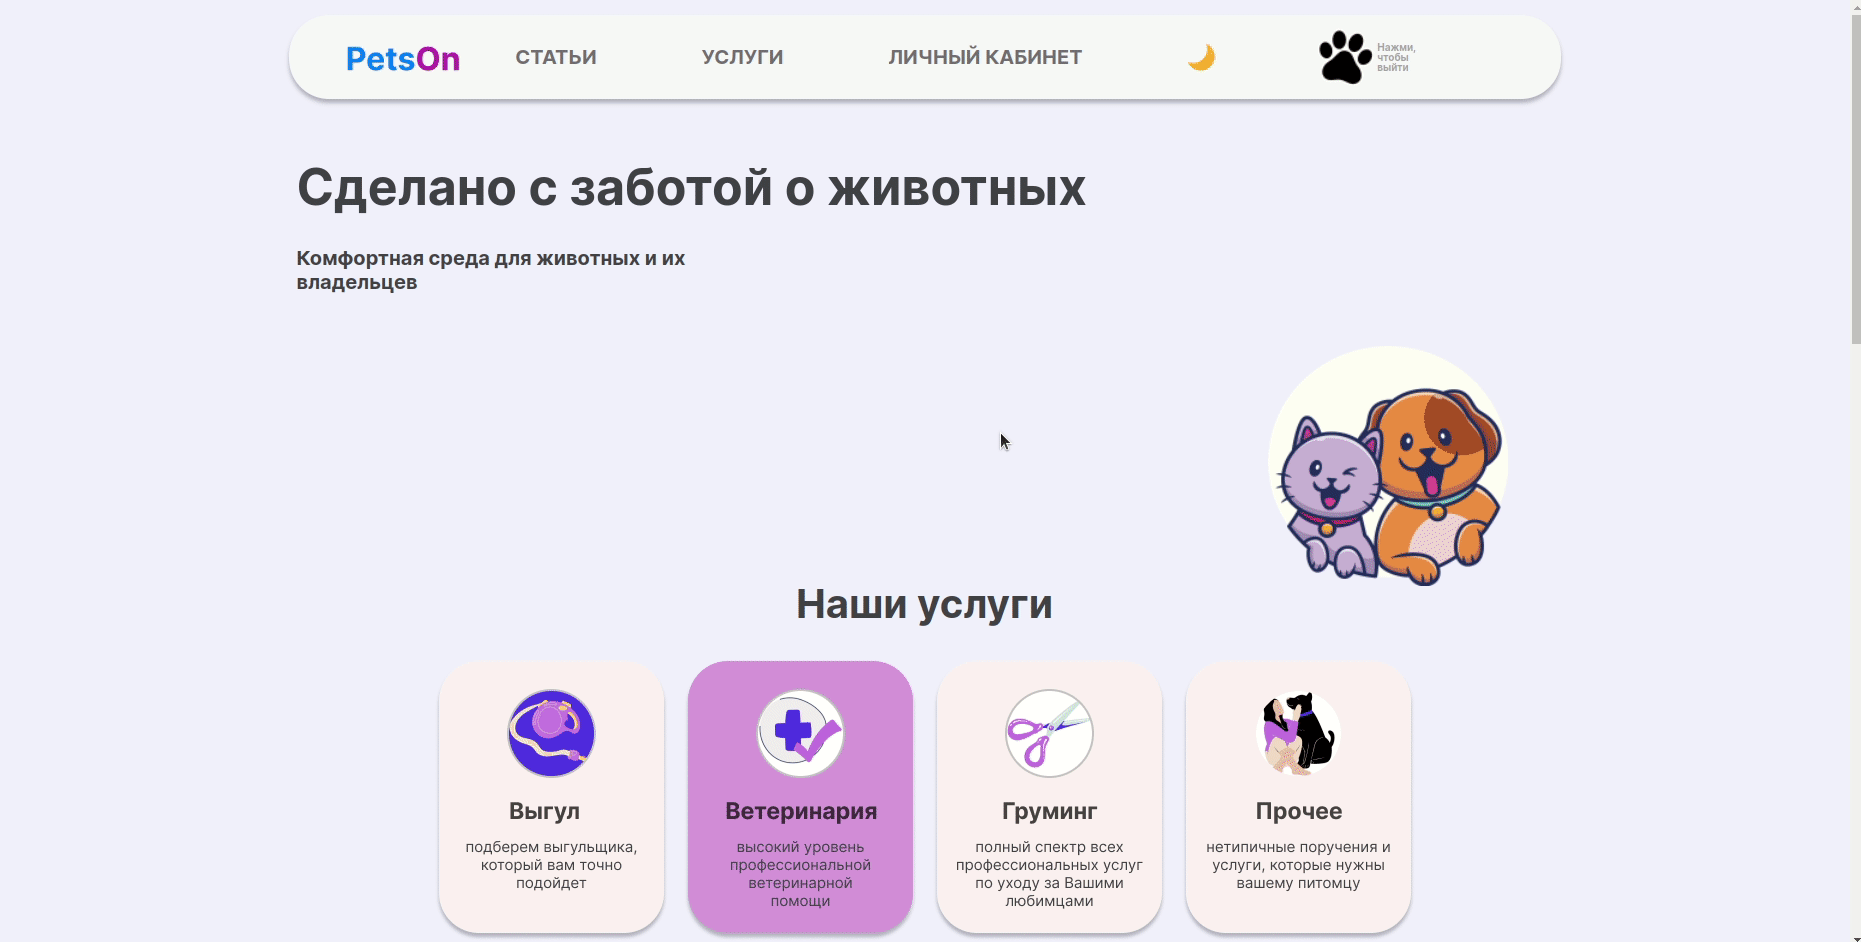 PetsOn
СТАТЬИ
УСЛУГИ
ЛИЧНЫЙ КАБИНЕТ
Нажми,
чтобы
выйти
Сделано с заботой о животных
Комфортная среда для животных и их
владельцев
Наши услуги
Выгул
подберем выгульщика,
который вам точно
подойдет
Ветеринария
высокий уровень
профессиональной
ветеринарной
помощи
Груминг
полный спектр всех
профессиональных услуг
по уходу за Вашими
любимцами
Прочее
нетипичные поручения и
услуги, которые нужны
вашему питомцу